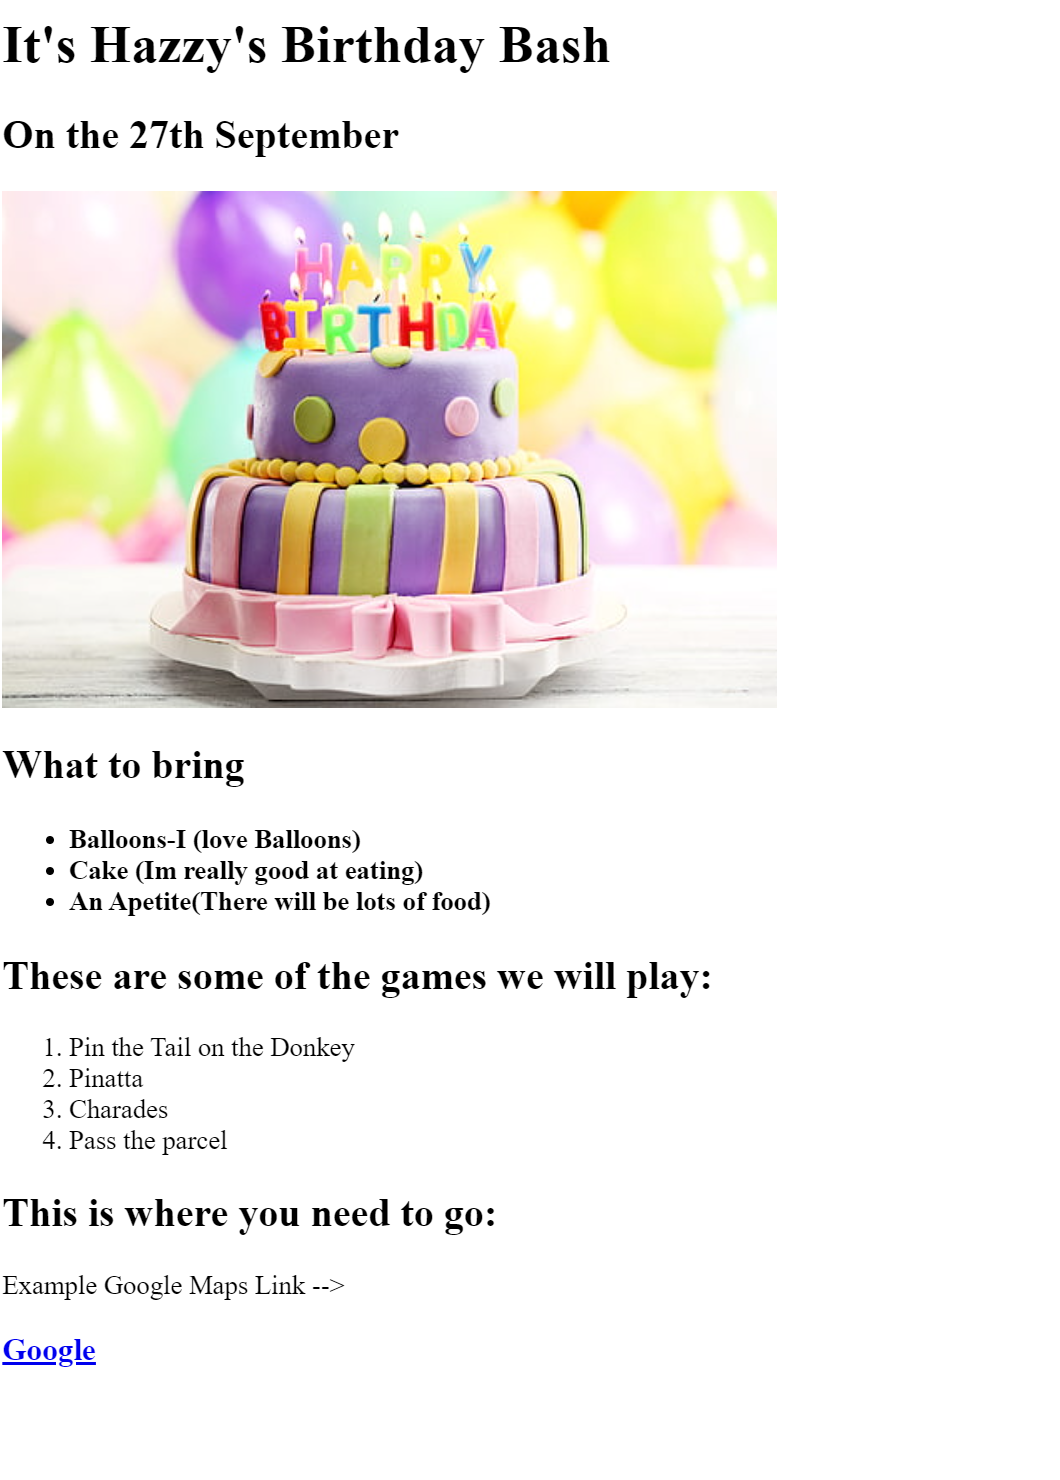 It's Hazzy's Birthday Bash
On the 27th September
HAPPY
BIRTHDAY
What to bring
• Balloons-I (love Balloons)
• Cake (Im really good at eating)
• An Apetite(There will be lots of food)
These are some of the games we will play:
1. Pin the Tail on the Donkey
2. Pinatta
3. Charades
4. Pass the parcel
This is where you need to go:
Example Google Maps Link -->
Google